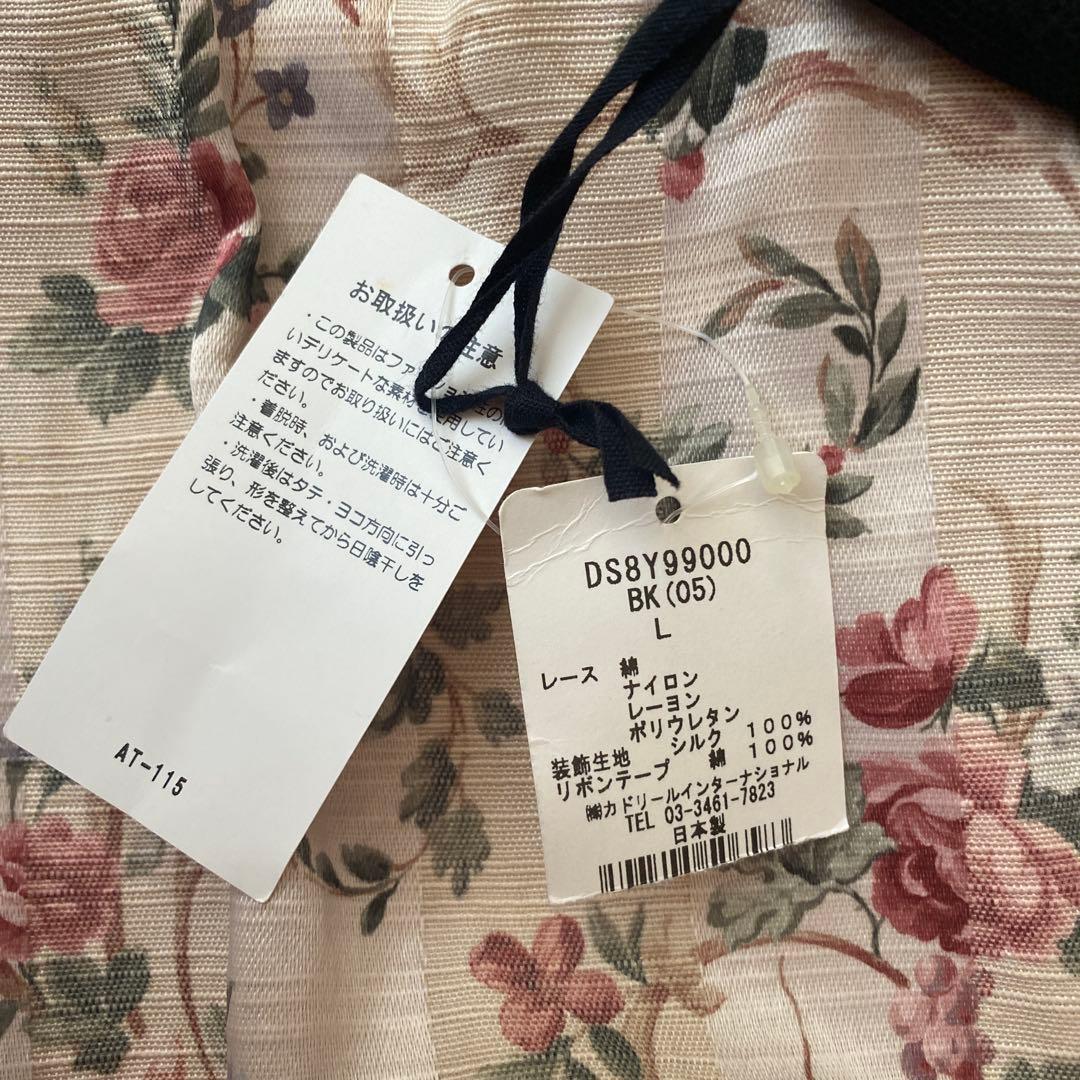 お取扱い 注意
・この製品はファ の
いデリケートな素材 使用してい
ますのでお取り扱いにはご注意く
ださい。
・着脱時、および洗濯時は十分ご
注意ください。
・洗濯後はタテ・ヨコ方向に引っ
張り、形を整えてから日陰干しを
してください。
AT-115
DS8Y99000
BK(05)
L
レース 綿
ナイロン
レーヨン
ポリウレタン
装飾生地 シルク 100%
リボンテープ 綿 100%
㈱カドリールインターナショナル
TEL 03-3461-7823
日本製